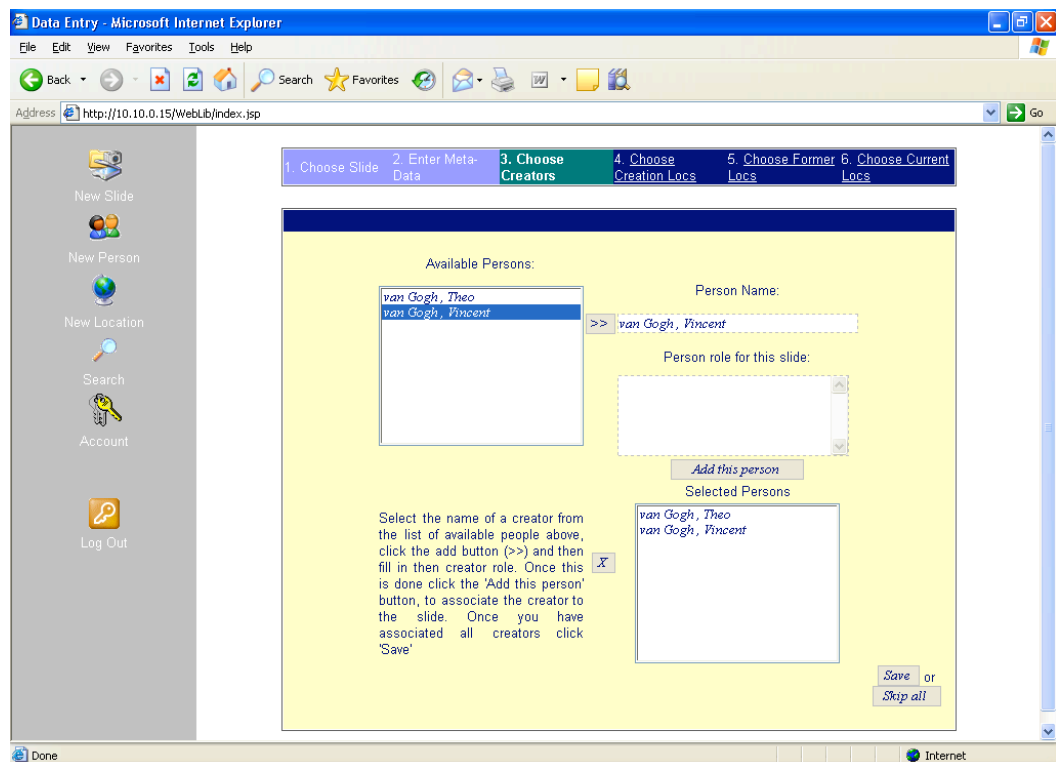 Data Entry - Microsoft Internet Explorer
File Edit View Favorites Tools Help
Back Search Favorites
Address http://10.10.0.15/WebLib/index.jsp Go
New Slide
New Person
New Location
Search
Account
Log Out
1. Choose Slide
2. Enter Meta-
Data
3. Choose
Creators
4. Choose
Creation Locs
5. Choose Former
Locs
6. Choose Current
Locs
Available Persons:
van Gogh, Theo
van Gogh, Vincent
Person Name:
>> van Gogh, Vincent
Person role for this slide:
Add this person
Selected Persons
van Gogh, Theo
van Gogh, Vincent
Select the name of a creator from
the list of available people above,
click the add button (>>) and then
fill in then creator role. Once this
is done click the 'Add this person'
button, to associate the creator to
the slide. Once you have
associated all creators click
'Save'
X
Save or
Skip all
Done
Internet